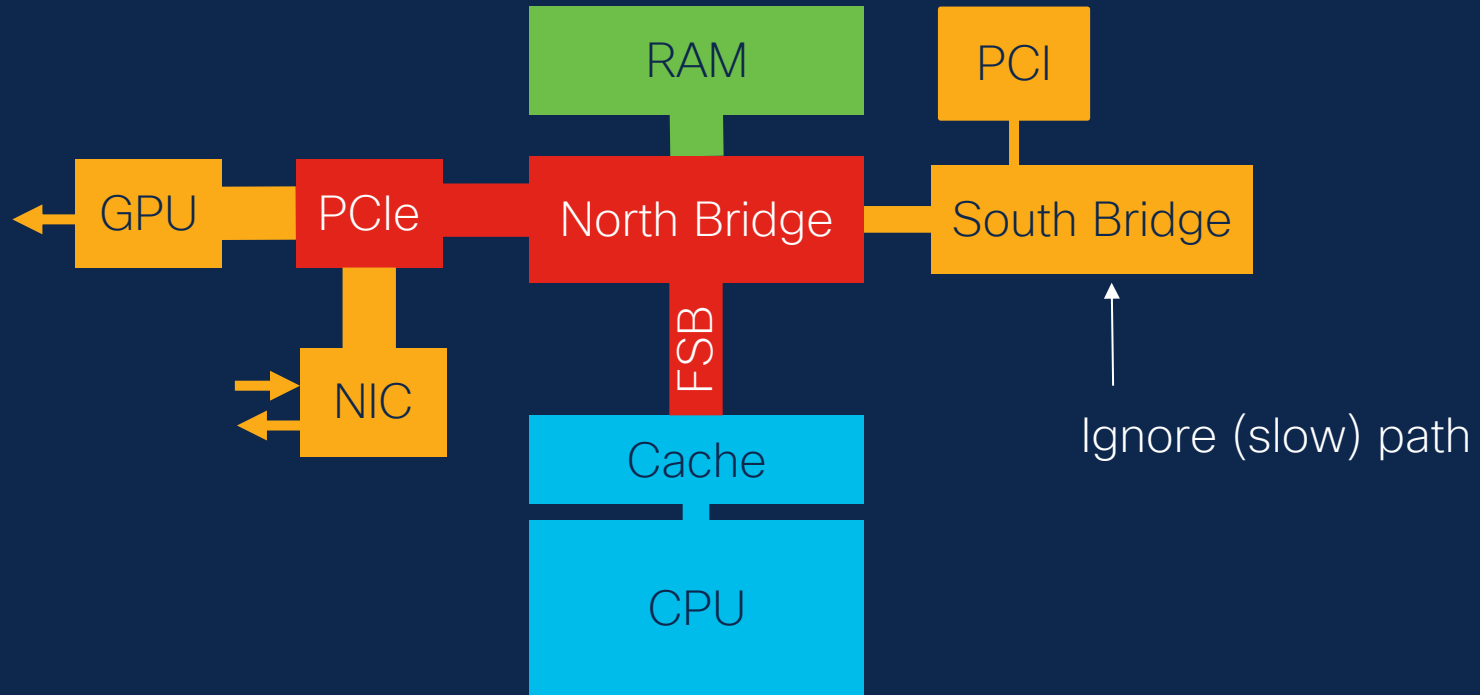 RAM
PCI
GPU
PCIe
North Bridge
South Bridge
FSB
NIC
Cache
Ignore (slow) path
CPU